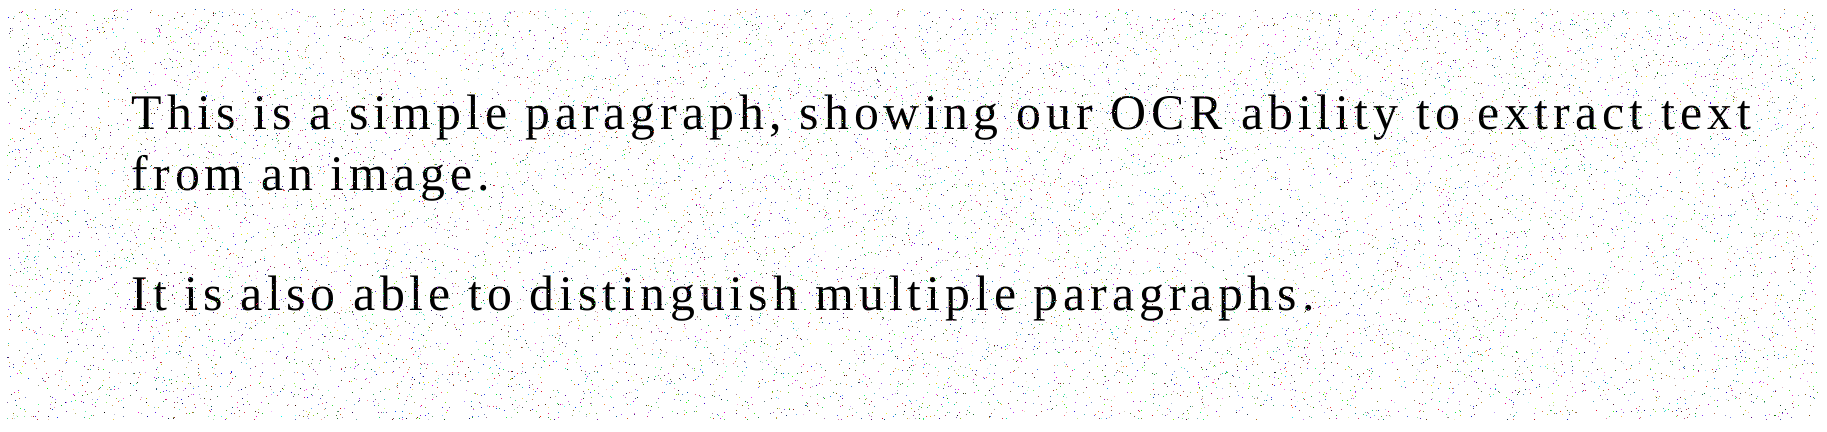 This is a simple paragraph, showing our OCR ability to extract text
from an image.

It is also able to distinguish multiple paragraphs.